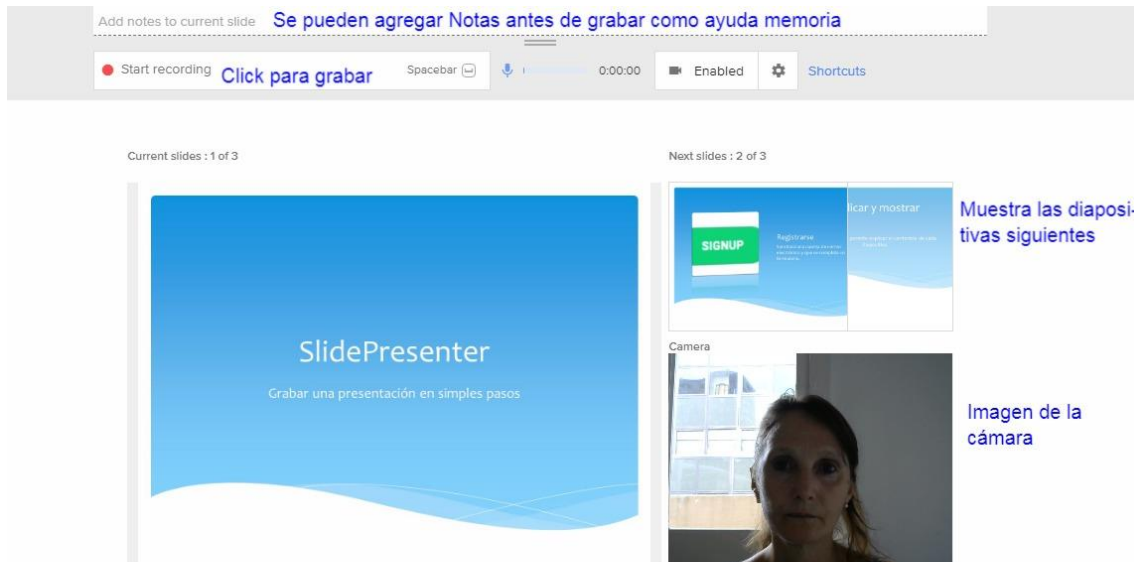 Add notes to current slide Se pueden agregar Notas antes de grabar como ayuda memoria
Start recording Click para grabar Spacebar 0:00:00 Enabled Shortcuts
Current slides : 1 of 3
Next slides : 2 of 3
licar y mostrar
SIGNUP
Registrarse
Muestra las diaposi-
tivas siguientes
SlidePresenter
Grabar una presentación en simples pasos
Camera
Imagen de la
cámara